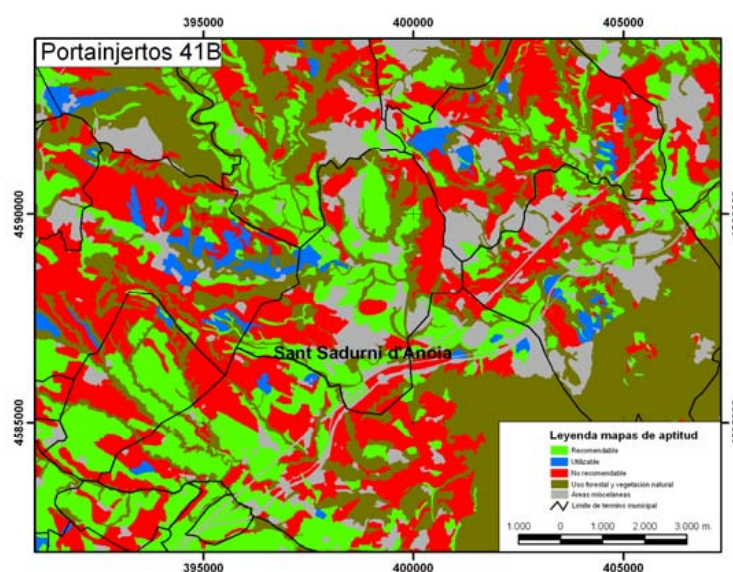 395000 400000 405000
Portainjertos 41B
4590000
4585000
Sant Sadurni d'Anoia
Leyenda mapas de aptitud
Recomendable
Utilizable
No recomendable
Uso forestal y vegetación natural
Áreas misceláneas
Límite de termino municipal
1.000 0 1.000 2.000 3.000 m.
395000 400000 405000